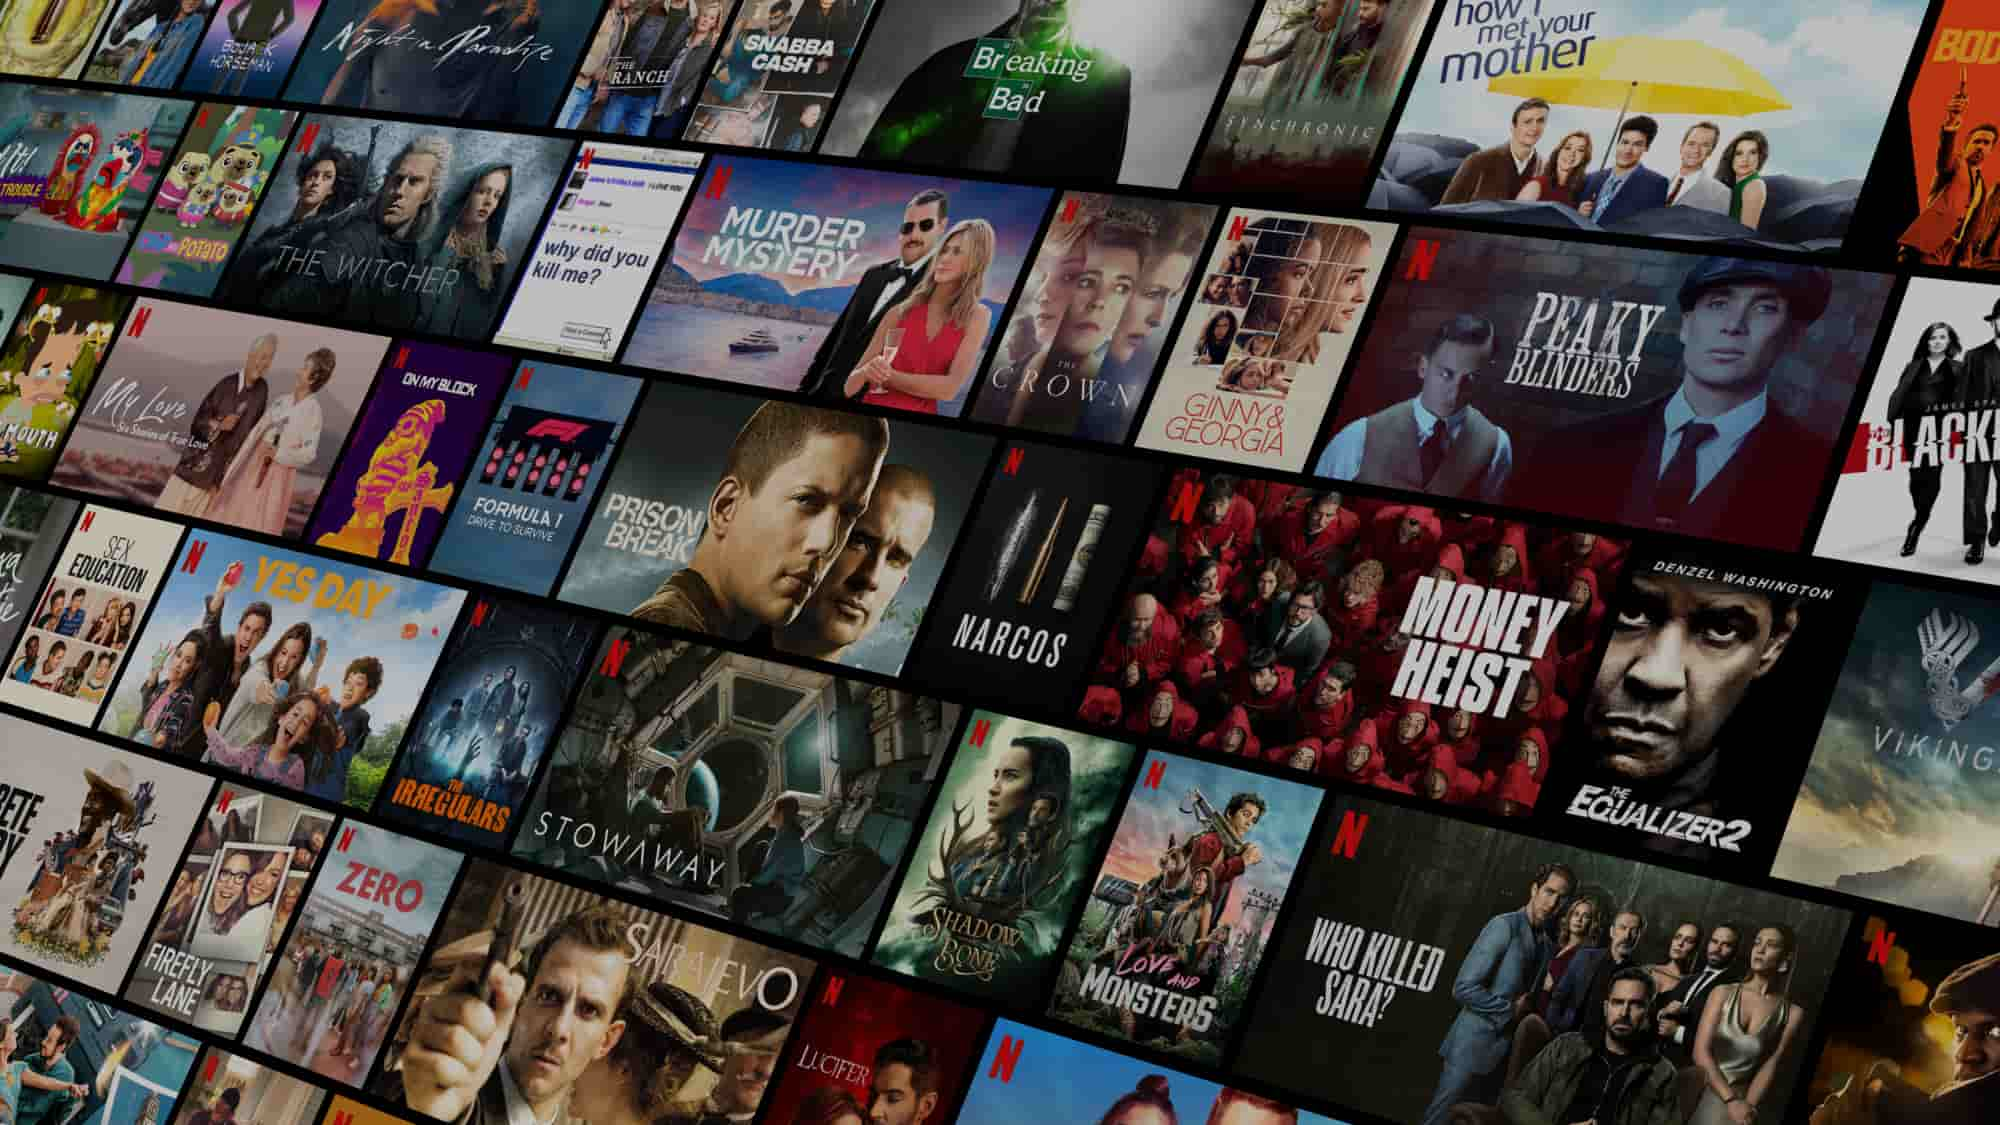 BOJACK
HORSEMAN
Night in Paradise
THE
RANCH
SNABBA
CASH
Breaking
Bad
SYNCHRONIC
how i
met your
mother
BOD
TROUBLE
POTATO
THE WITCHER
why did you
kill me?
MURDER
MYSTERY
THE
CROWN
GINNY&
GEORGIA
PEAKY
BLINDERS
THE
BLACKL
MOUTH
My Love
Six Stories of True Love
ON MY BLOCK
F1
FORMULA 1
DRIVE TO SURVIVE
PRISON
BREAK
NARCOS
MONEY
HEIST
DENZEL WASHINGTON
THE
EQUALIZER 2
VIKINGS
SEX
EDUCATION
YES DAY
THE
IRREGULARS
STOWAWAY
SHADOW
AND
BONE
LOVE
AND
MONSTERS
WHO KILLED
SARA?
FIREFLY
LANE
ZERO
SARAJEVO
LUCIFER